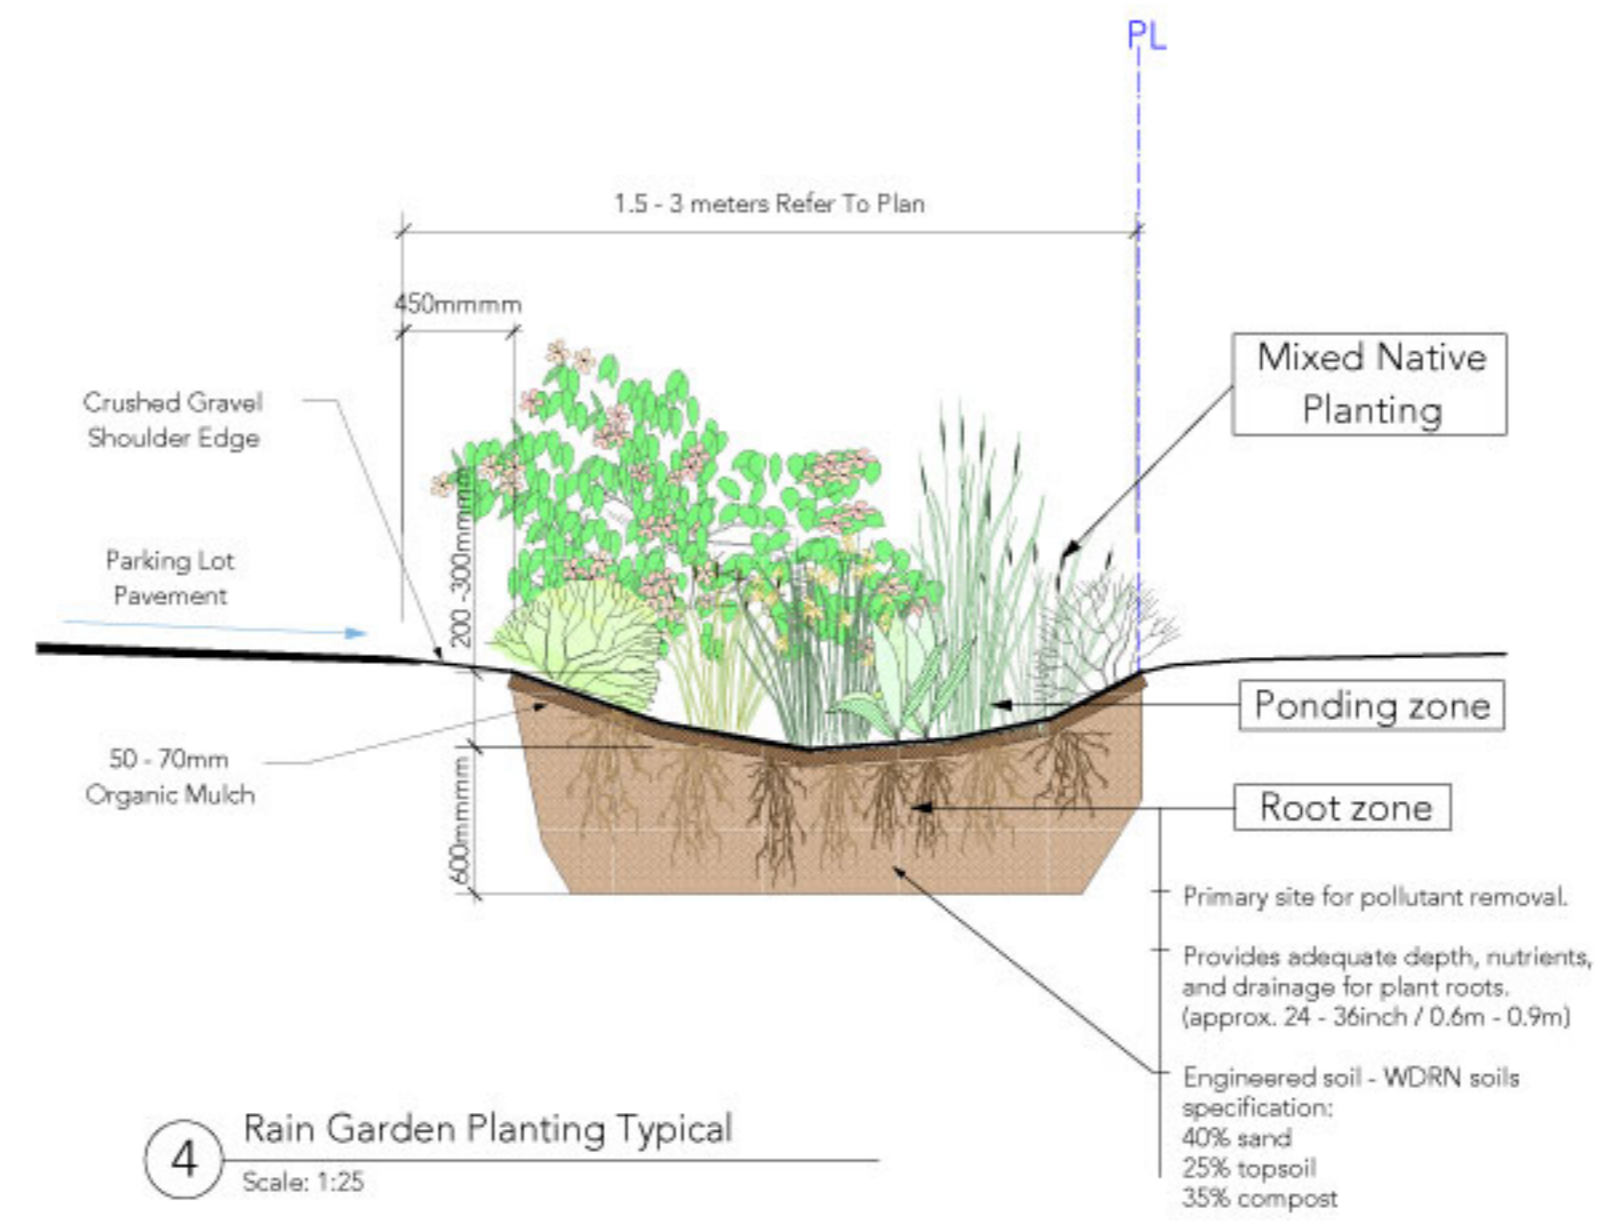 PL
1.5 - 3 meters Refer To Plan
450mmmm
Mixed Native
Planting
Crushed Gravel
Shoulder Edge
200 -300mmmm
Parking Lot
Pavement
Ponding zone
50 - 70mm
Organic Mulch
600mmmm
Root zone
Primary site for pollutant removal.
Provides adequate depth, nutrients,
and drainage for plant roots.
(approx. 24 - 36inch / 0.6m - 0.9m)
Engineered soil - WDRN soils
specification:
40% sand
25% topsoil
35% compost
4
Rain Garden Planting Typical
Scale: 1:25